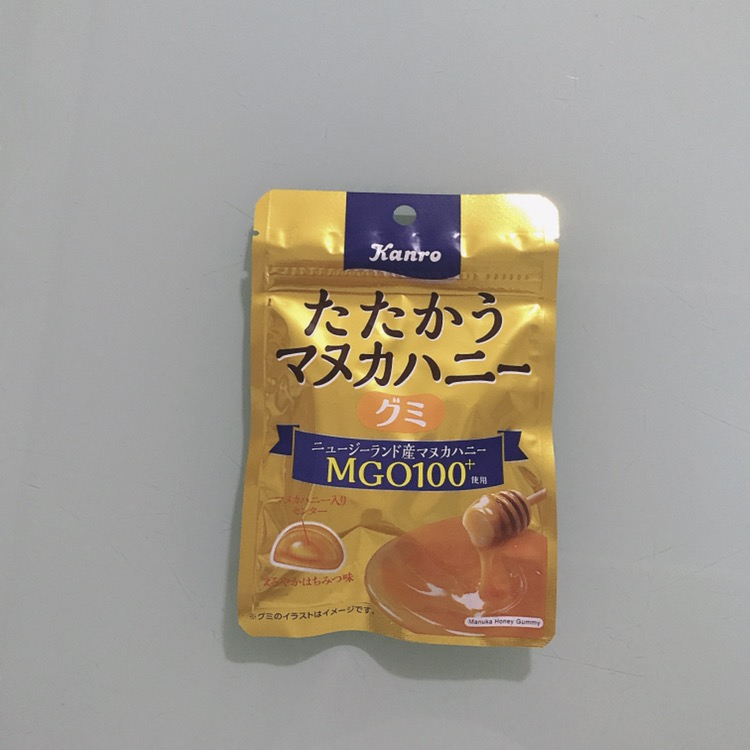 Kanro
たたかう
マヌカハニー
グミ
ニュージーランド産マヌカハニー
MGO100+
使用
マヌカハニー入り
センター
まろやかはちみつ味
※グミのイラストはイメージです。
Manuka Honey Gummy